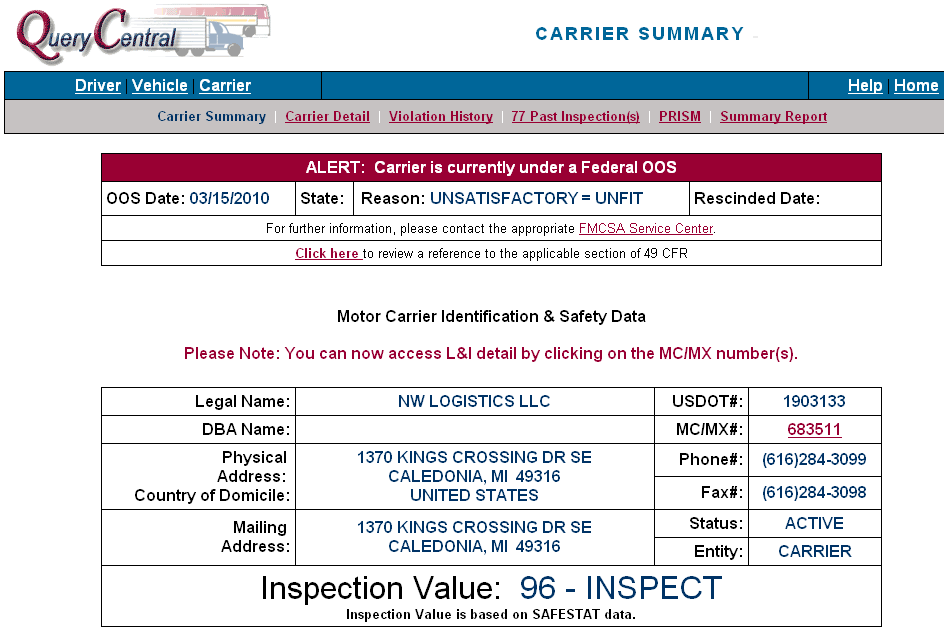 Query Central
CARRIER SUMMARY
Driver | Vehicle | Carrier
Help | Home
Carrier Summary | Carrier Detail | Violation History | 77 Past Inspection(s) | PRISM | Summary Report
ALERT: Carrier is currently under a Federal OOS
OOS Date: 03/15/2010 State: Reason: UNSATISFACTORY = UNFIT Rescinded Date:
For further information, please contact the appropriate FMCSA Service Center.
Click here to review a reference to the applicable section of 49 CFR
Motor Carrier Identification & Safety Data
Please Note: You can now access L&I detail by clicking on the MC/MX number(s).
Legal Name: NW LOGISTICS LLC USDOT#: 1903133
DBA Name: MC/MX#: 683511
Physical Address: 1370 KINGS CROSSING DR SE
CALEDONIA, MI 49316
Country of Domicile: UNITED STATES
Phone#: (616)284-3099
Fax#: (616)284-3098
Mailing Address: 1370 KINGS CROSSING DR SE
CALEDONIA, MI 49316
Status: ACTIVE
Entity: CARRIER
Inspection Value: 96 - INSPECT
Inspection Value is based on SAFESTAT data.